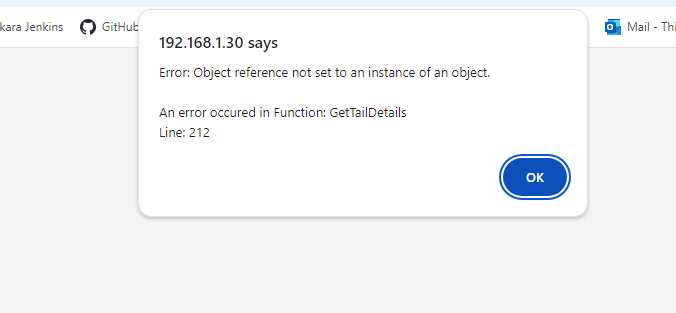 kara Jenkins
GitHub
Mail - Thi
192.168.1.30 says
Error: Object reference not set to an instance of an object.
An error occured in Function: GetTailDetails
Line: 212
OK